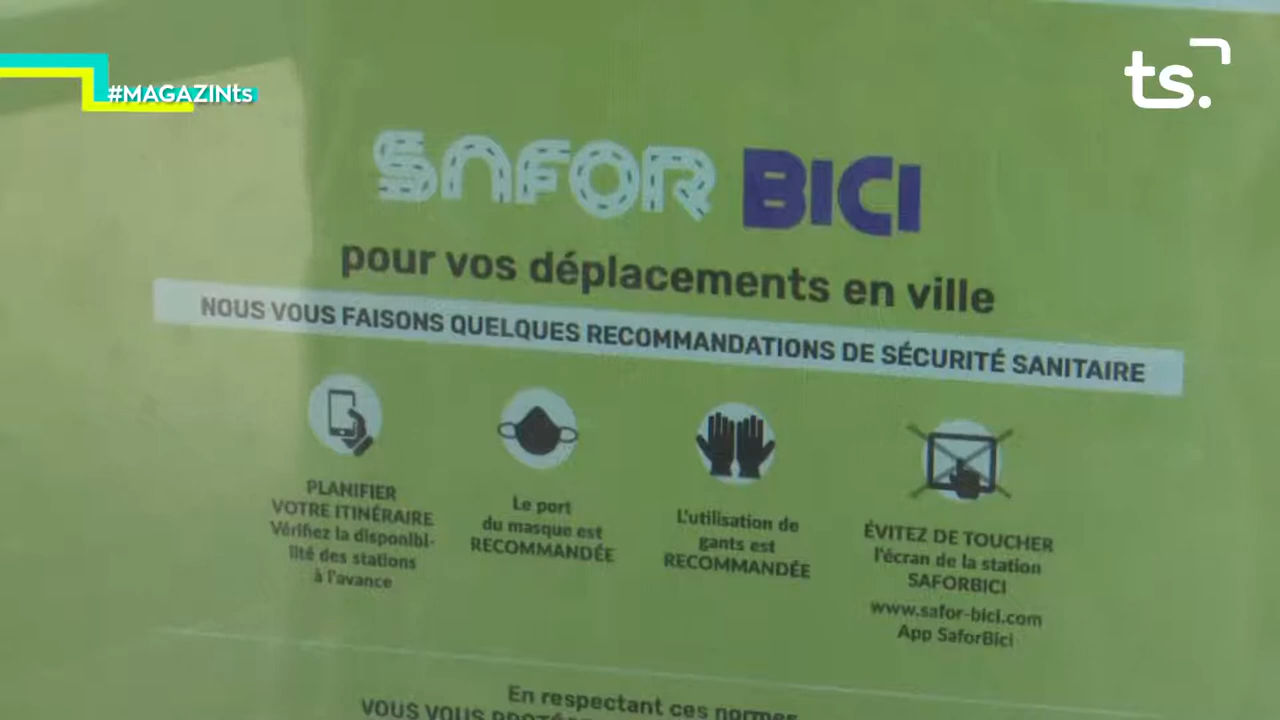 #MAGAZINts
ts.
SAFOR BICI
pour vos déplacements en ville
NOUS VOUS FAISONS QUELQUES RECOMMANDATIONS DE SÉCURITÉ SANITAIRE
PLANIFIER
VOTRE ITINÉRAIRE
Vérifiez la disponibi-
lité des stations
à l'avance
Le port
du masque est
RECOMMANDÉE
L'utilisation de
gants est
RECOMMANDÉE
ÉVITEZ DE TOUCHER
l'écran de la station
SAFORBICI
www.safor-bici.com
App SaforBici
En respectant ces normes
VOUS VOUS